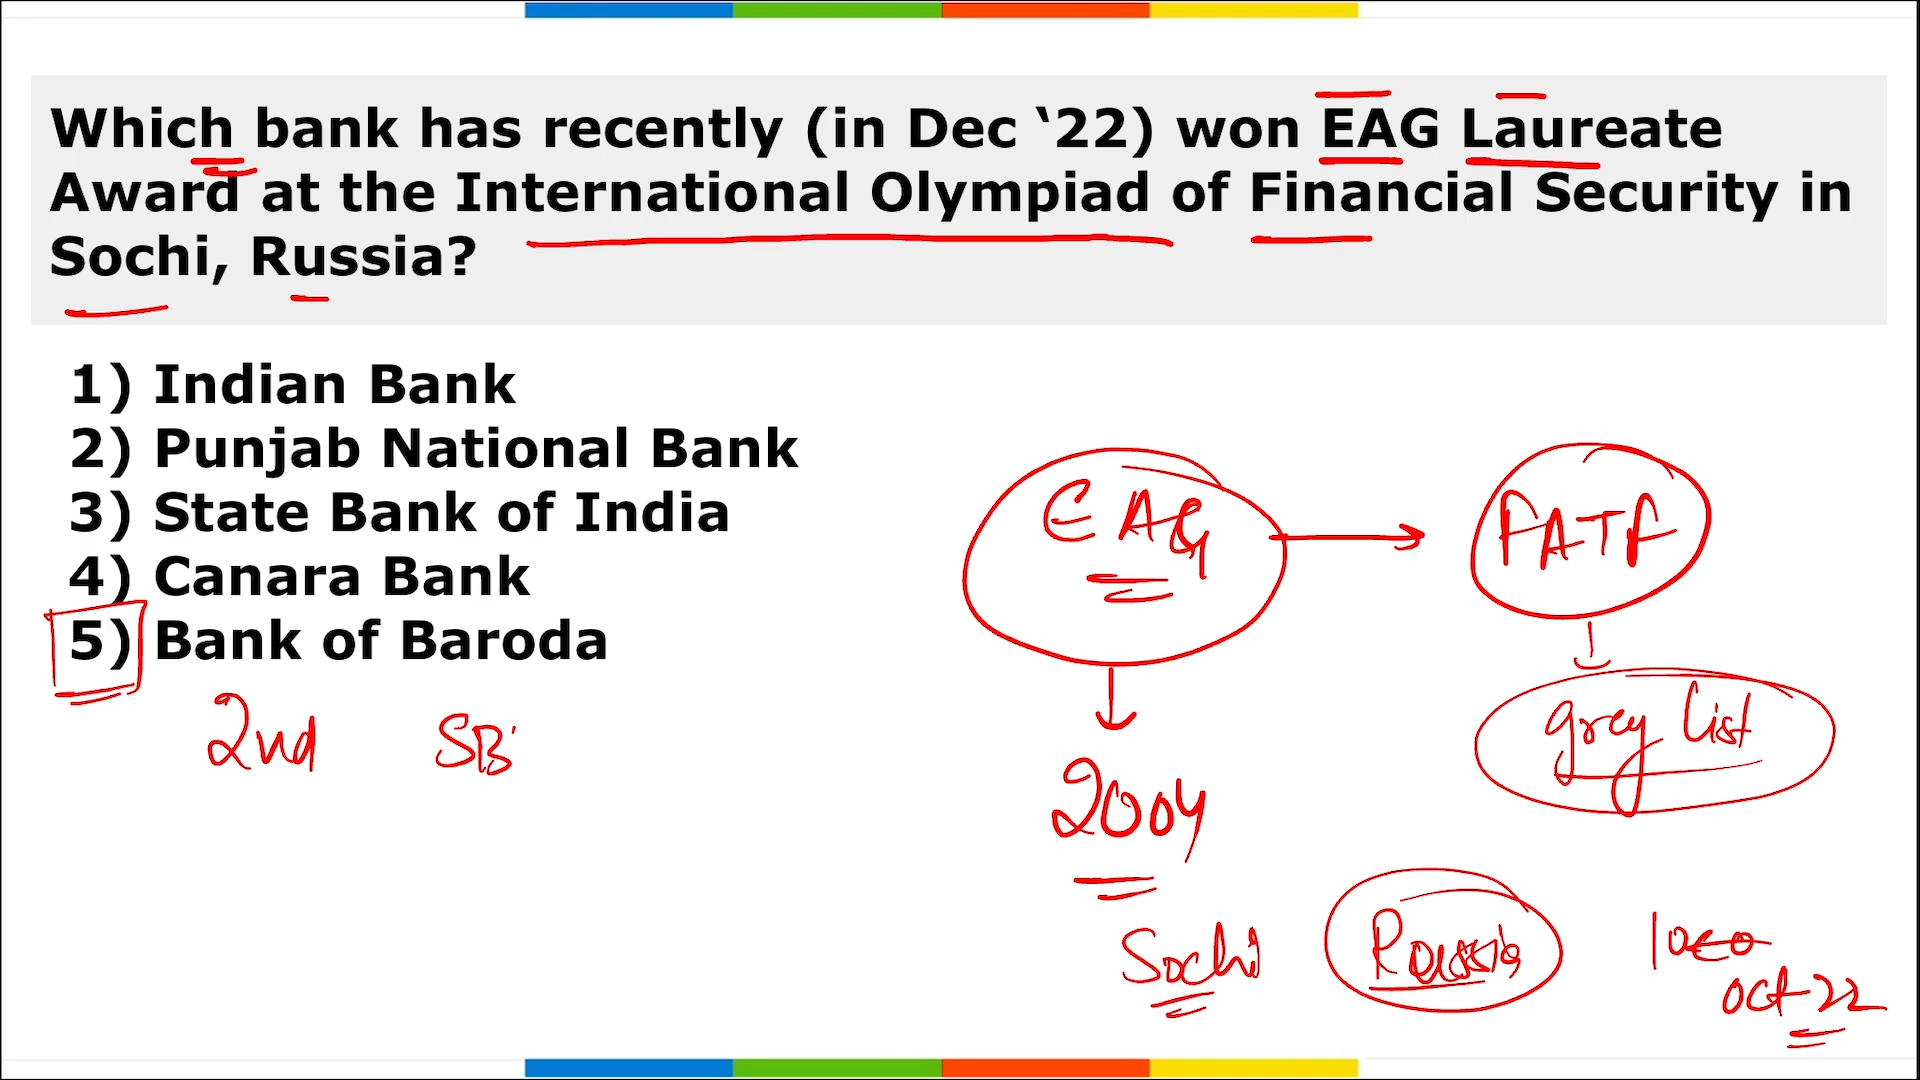 Which bank has recently (in Dec ‘22) won EAG Laureate
Award at the International Olympiad of Financial Security in
Sochi, Russia?
1) Indian Bank
2) Punjab National Bank
3) State Bank of India
4) Canara Bank
5) Bank of Baroda
2nd SBI
EAG
FATF
grey list
2004
Sochi
Russia
Oct 22